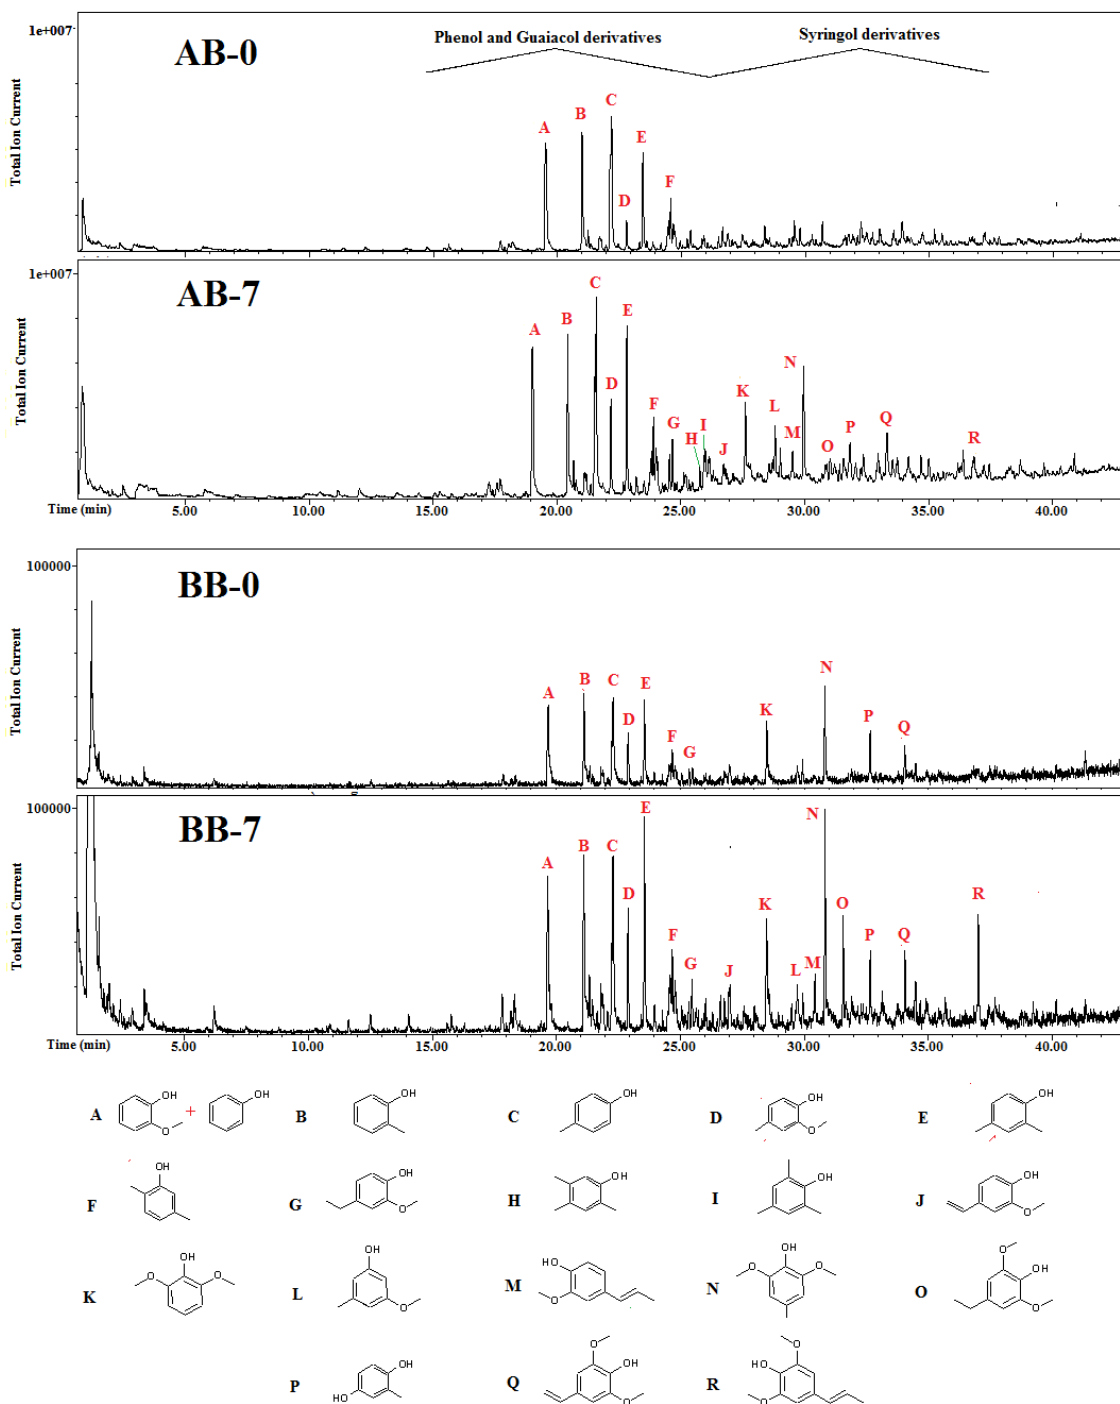 1e+007
AB-0
Phenol and Guaiacol derivatives
Syringol derivatives
Total Ion Current
A
B
C
D
E
F
1e+007
AB-7
Total Ion Current
A
B
C
D
E
F
G
H
I
J
K
L
M
N
O
P
Q
R
Time (min) 5.00 10.00 15.00 20.00 25.00 30.00 35.00 40.00
100000
BB-0
Total Ion Current
A
B
C
D
E
F
G
K
N
P
Q
100000
BB-7
Total Ion Current
A
B
C
D
E
F
G
J
K
L
M
N
O
P
Q
R
Time (min) 5.00 10.00 15.00 20.00 25.00 30.00 35.00 40.00
A OH O + OH
B OH
C OH
D OH O
E OH
F OH
G OH O
H OH
I OH
J OH O
K OH O O
L OH O
M HO O
N OH O O
O O OH O
P OH HO
Q O OH O
R O HO O